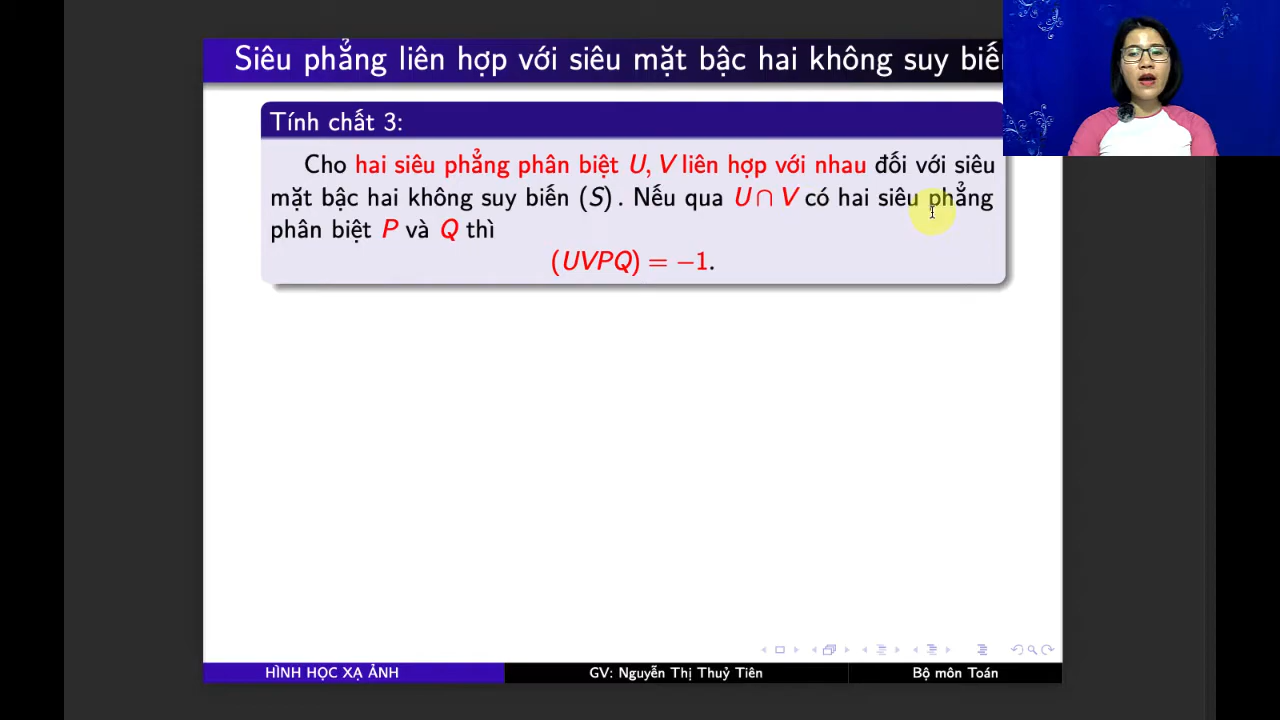 Siêu phẳng liên hợp với siêu mặt bậc hai không suy biến
Tính chất 3:
Cho hai siêu phẳng phân biệt U, V liên hợp với nhau đối với siêu
mặt bậc hai không suy biến (S). Nếu qua U ∩ V có hai siêu phẳng
phân biệt P và Q thì
(UVPQ) = −1.
HÌNH HỌC XẠ ẢNH
GV: Nguyễn Thị Thuỷ Tiên
Bộ môn Toán